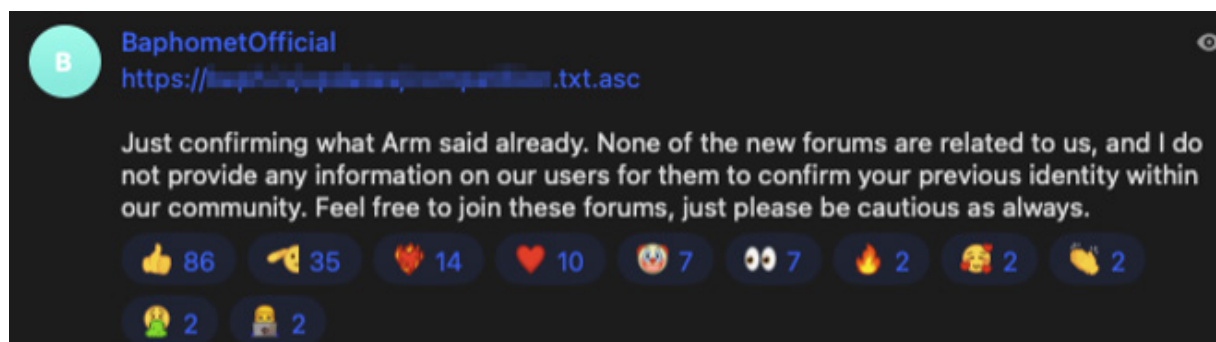 B
BaphometOfficial
https:// .txt.asc
Just confirming what Arm said already. None of the new forums are related to us, and I do
not provide any information on our users for them to confirm your previous identity within
our community. Feel free to join these forums, just please be cautious as always.
86 35 14 10 7 7 2 2 2
2 2